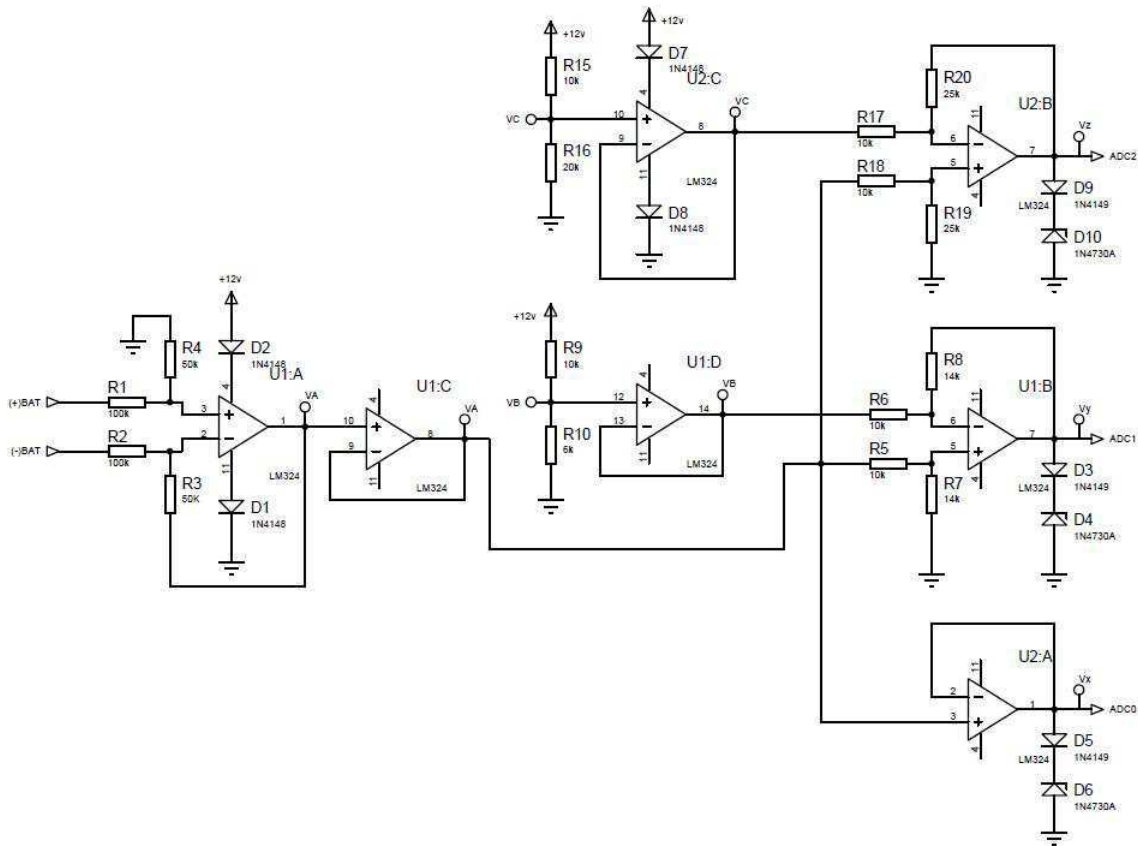 +12v
+12v
D7
1N4148
R15
10k
U2:C
4
VC
10
9
8
VC
R16
20k
11
LM324
D8
1N4148
R17
10k
R18
10k
R20
25k
U2:B
11
6
5
7
4
Vz
ADC2
LM324
D9
1N4149
R19
25k
D10
1N4730A
+12v
R4
50k
D2
1N4148
U1:A
4
(+)BAT
R1
100k
3
2
1
VA
(-)BAT
R2
100k
11
LM324
R3
50K
D1
1N4148
U1:C
4
10
9
8
VA
11
LM324
+12v
R9
10k
U1:D
4
VB
12
13
14
VB
R10
6k
11
LM324
R8
14k
U1:B
11
R6
10k
R5
10k
6
5
7
4
Vy
ADC1
R7
14k
LM324
D3
1N4149
D4
1N4730A
U2:A
11
2
3
1
4
Vx
ADC0
LM324
D5
1N4149
D6
1N4730A